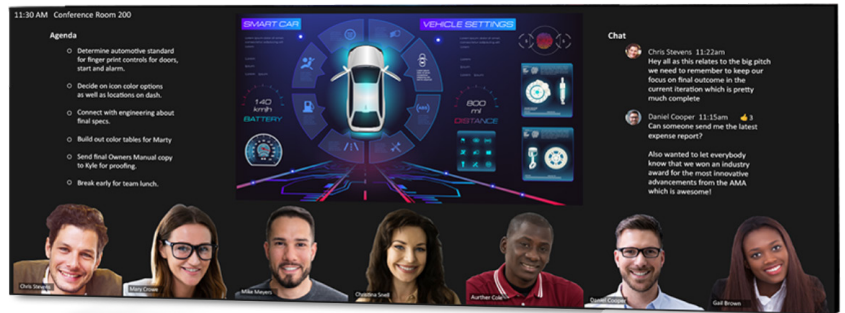 11:30 AM Conference Room 200
Agenda
Determine automotive standard
for finger print controls for doors,
start and alarm.
Decide on icon color options
as well as locations on dash.
Connect with engineering about
final specs.
Build out color tables for Marty
Send final Owners Manual copy
to Kyle for proofing.
Break early for team lunch.
SMART CAR
VEHICLE SETTINGS
140
km\h
BATTERY
800
mi
DISTANCE
Chat
Chris Stevens 11:22am
Hey all as this relates to the big pitch
we need to remember to keep our
focus on final outcome in the
current iteration which is pretty
much complete
Daniel Cooper 11:15am 👍3
Can someone send me the latest
expense report?
Also wanted to let everybody
know that we won an industry
award for the most innovative
advancements from the AMA
which is awesome!
Chris Stevens
Mary Crowe
Mike Meyers
Christina Snell
Aurther Cole
Daniel Cooper
Gail Brown